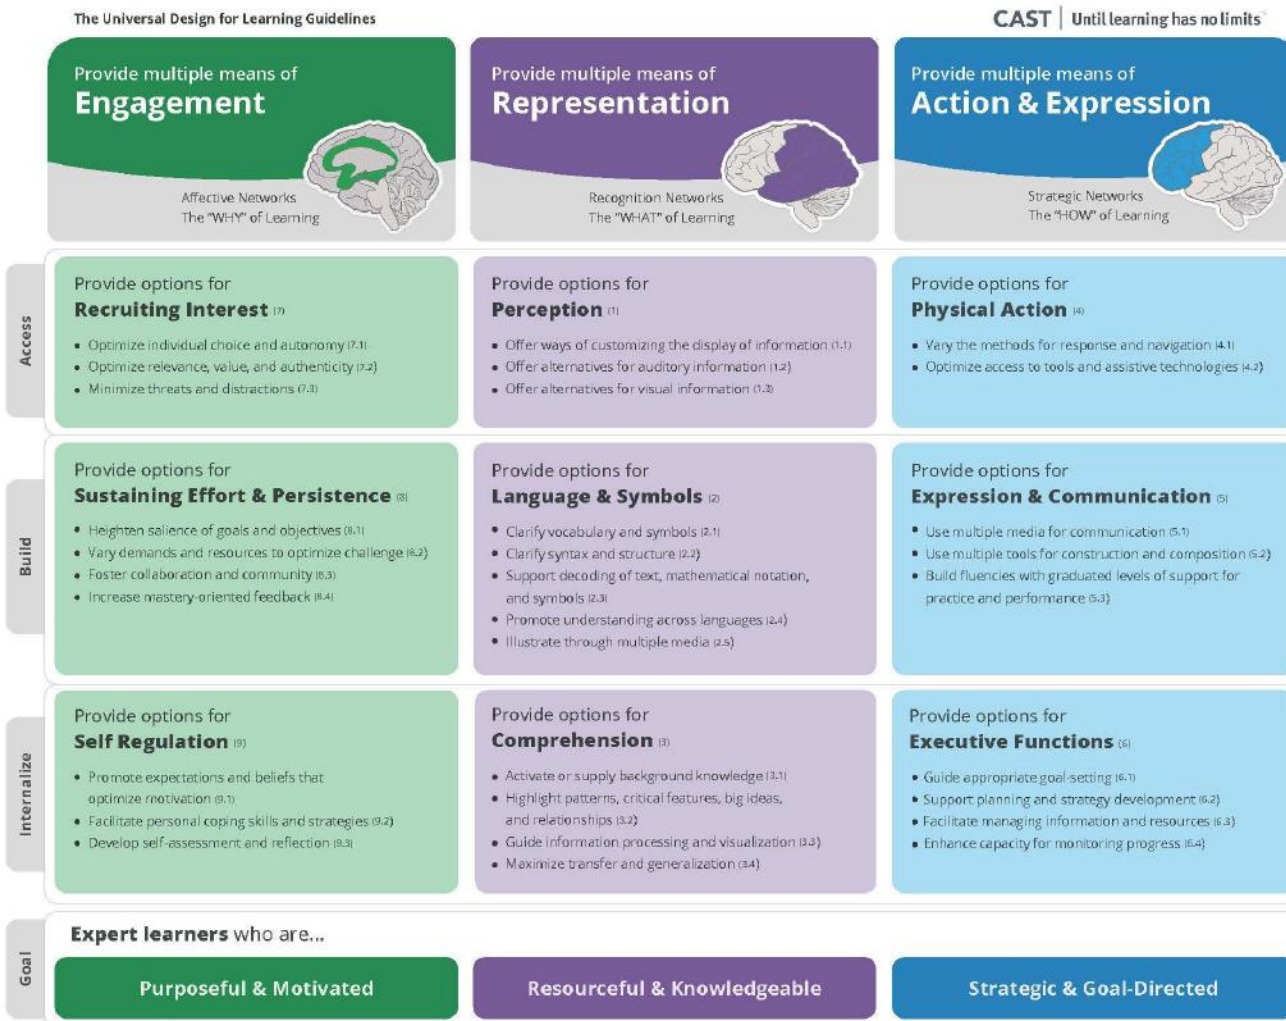 The Universal Design for Learning Guidelines
CAST | Until learning has no limits™
Provide multiple means of
Engagement
Affective Networks
The "WHY" of Learning
Provide multiple means of
Representation
Recognition Networks
The "WHAT" of Learning
Provide multiple means of
Action & Expression
Strategic Networks
The "HOW" of Learning
Access
Provide options for
Recruiting Interest (7)
• Optimize individual choice and autonomy (7.1)
• Optimize relevance, value, and authenticity (7.2)
• Minimize threats and distractions (7.3)
Provide options for
Perception (1)
• Offer ways of customizing the display of information (1.1)
• Offer alternatives for auditory information (1.2)
• Offer alternatives for visual information (1.3)
Provide options for
Physical Action (4)
• Vary the methods for response and navigation (4.1)
• Optimize access to tools and assistive technologies (4.2)
Build
Provide options for
Sustaining Effort & Persistence (8)
• Heighten salience of goals and objectives (8.1)
• Vary demands and resources to optimize challenge (8.2)
• Foster collaboration and community (8.3)
• Increase mastery-oriented feedback (8.4)
Provide options for
Language & Symbols (2)
• Clarify vocabulary and symbols (2.1)
• Clarify syntax and structure (2.2)
• Support decoding of text, mathematical notation,
and symbols (2.3)
• Promote understanding across languages (2.4)
• Illustrate through multiple media (2.5)
Provide options for
Expression & Communication (5)
• Use multiple media for communication (5.1)
• Use multiple tools for construction and composition (5.2)
• Build fluencies with graduated levels of support for
practice and performance (5.3)
Internalize
Provide options for
Self Regulation (9)
• Promote expectations and beliefs that
optimize motivation (9.1)
• Facilitate personal coping skills and strategies (9.2)
• Develop self-assessment and reflection (9.3)
Provide options for
Comprehension (3)
• Activate or supply background knowledge (3.1)
• Highlight patterns, critical features, big ideas,
and relationships (3.2)
• Guide information processing and visualization (3.3)
• Maximize transfer and generalization (3.4)
Provide options for
Executive Functions (6)
• Guide appropriate goal-setting (6.1)
• Support planning and strategy development (6.2)
• Facilitate managing information and resources (6.3)
• Enhance capacity for monitoring progress (6.4)
Goal
Expert learners who are...
Purposeful & Motivated
Resourceful & Knowledgeable
Strategic & Goal-Directed